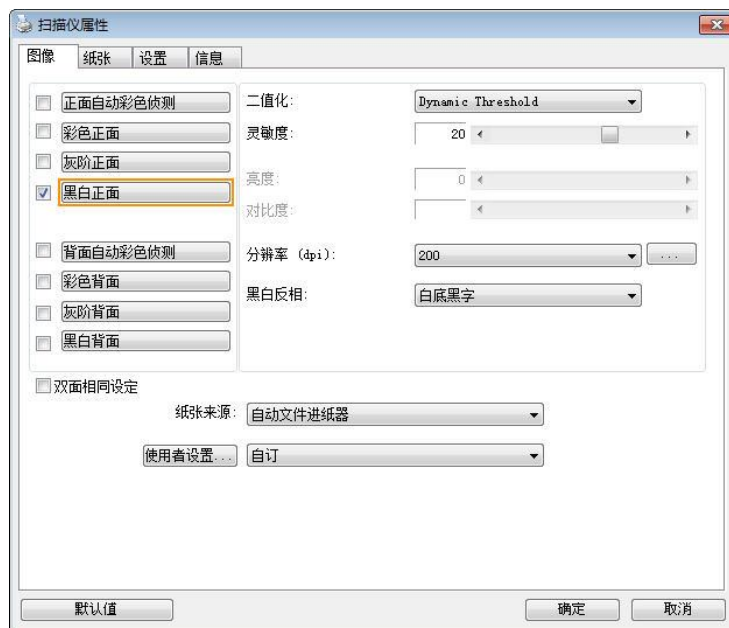 扫描仪属性
图像 纸张 设置 信息
正面自动彩色侦测
彩色正面
灰阶正面
黑白正面
背面自动彩色侦测
彩色背面
灰阶背面
黑白背面
二值化: Dynamic Threshold
灵敏度: 20
亮度: 0
对比度:
分辨率 (dpi): 200 ...
黑白反相: 白底黑字
双面相同设定
纸张来源: 自动文件进纸器
使用者设置... 自订
默认值 确定 取消